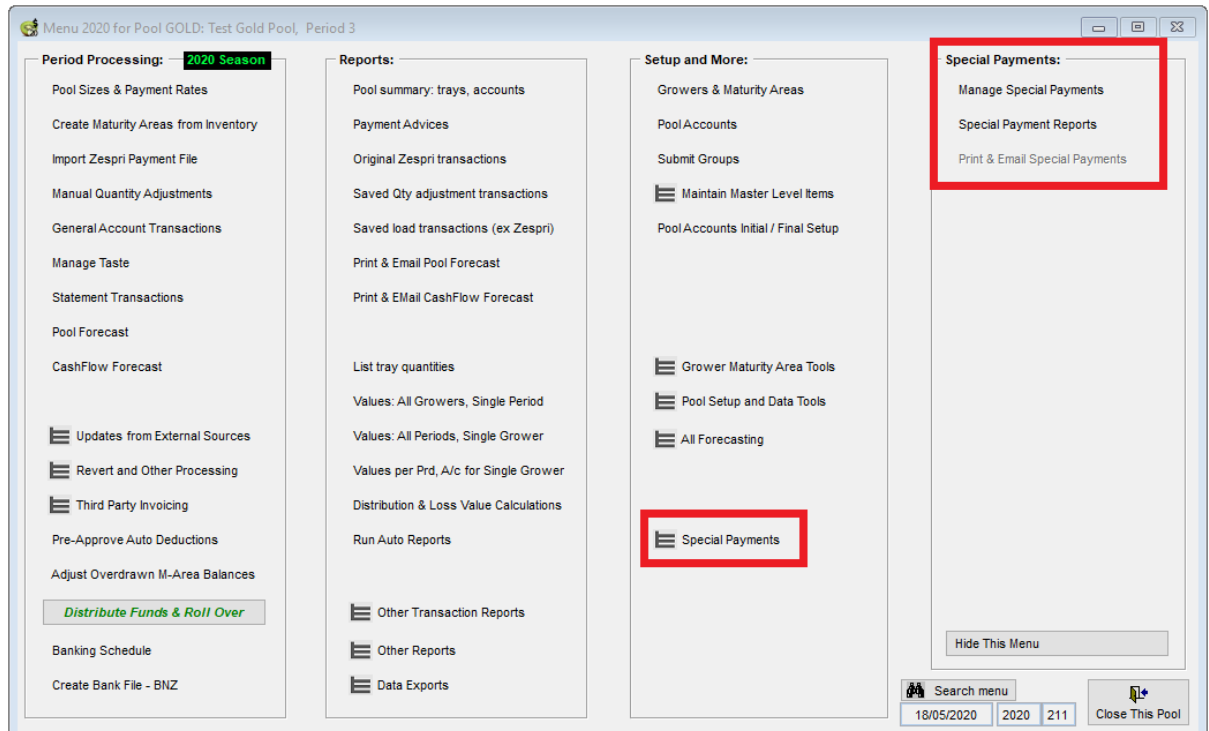 Menu 2020 for Pool GOLD: Test Gold Pool, Period 3
Period Processing: 2020 Season
Pool Sizes & Payment Rates
Create Maturity Areas from Inventory
Import Zespri Payment File
Manual Quantity Adjustments
General Account Transactions
Manage Taste
Statement Transactions
Pool Forecast
CashFlow Forecast
Updates from External Sources
Revert and Other Processing
Third Party Invoicing
Pre-Approve Auto Deductions
Adjust Overdrawn M-Area Balances
Distribute Funds & Roll Over
Banking Schedule
Create Bank File - BNZ
Reports:
Pool summary: trays, accounts
Payment Advices
Original Zespri transactions
Saved Qty adjustment transactions
Saved load transactions (ex Zespri)
Print & Email Pool Forecast
Print & EMail CashFlow Forecast
List tray quantities
Values: All Growers, Single Period
Values: All Periods, Single Grower
Values per Prd, A/c for Single Grower
Distribution & Loss Value Calculations
Run Auto Reports
Other Transaction Reports
Other Reports
Data Exports
Setup and More:
Growers & Maturity Areas
Pool Accounts
Submit Groups
Maintain Master Level Items
Pool Accounts Initial / Final Setup
Grower Maturity Area Tools
Pool Setup and Data Tools
All Forecasting
Special Payments
Special Payments:
Manage Special Payments
Special Payment Reports
Print & Email Special Payments
Hide This Menu
Search menu
18/05/2020 2020 211
Close This Pool